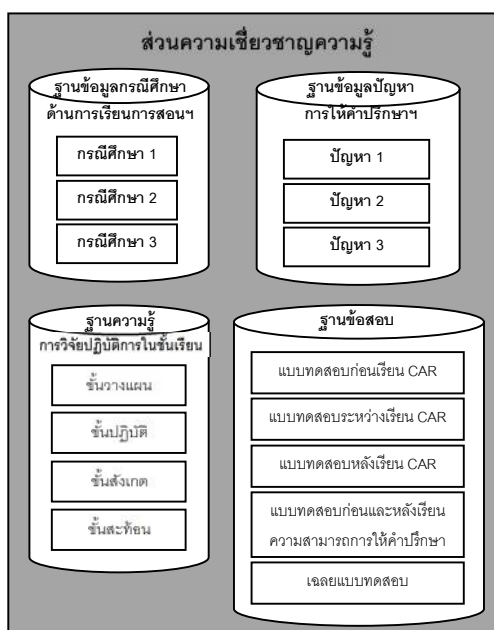 ส่วนความเชี่ยวชาญความรู้
ฐานข้อมูลกรณีศึกษา
ด้านการเรียนการสอนฯ
กรณีศึกษา 1
กรณีศึกษา 2
กรณีศึกษา 3
ฐานข้อมูลปัญหา
การให้คำปรึกษาฯ
ปัญหา 1
ปัญหา 2
ปัญหา 3
ฐานความรู้
การวิจัยปฏิบัติการในชั้นเรียน
ขั้นวางแผน
ขั้นปฏิบัติ
ขั้นสังเกต
ขั้นสะท้อน
ฐานข้อสอบ
แบบทดสอบก่อนเรียน CAR
แบบทดสอบระหว่างเรียน CAR
แบบทดสอบหลังเรียน CAR
แบบทดสอบก่อนและหลังเรียน
ความสามารถการให้คำปรึกษา
เฉลยแบบทดสอบ